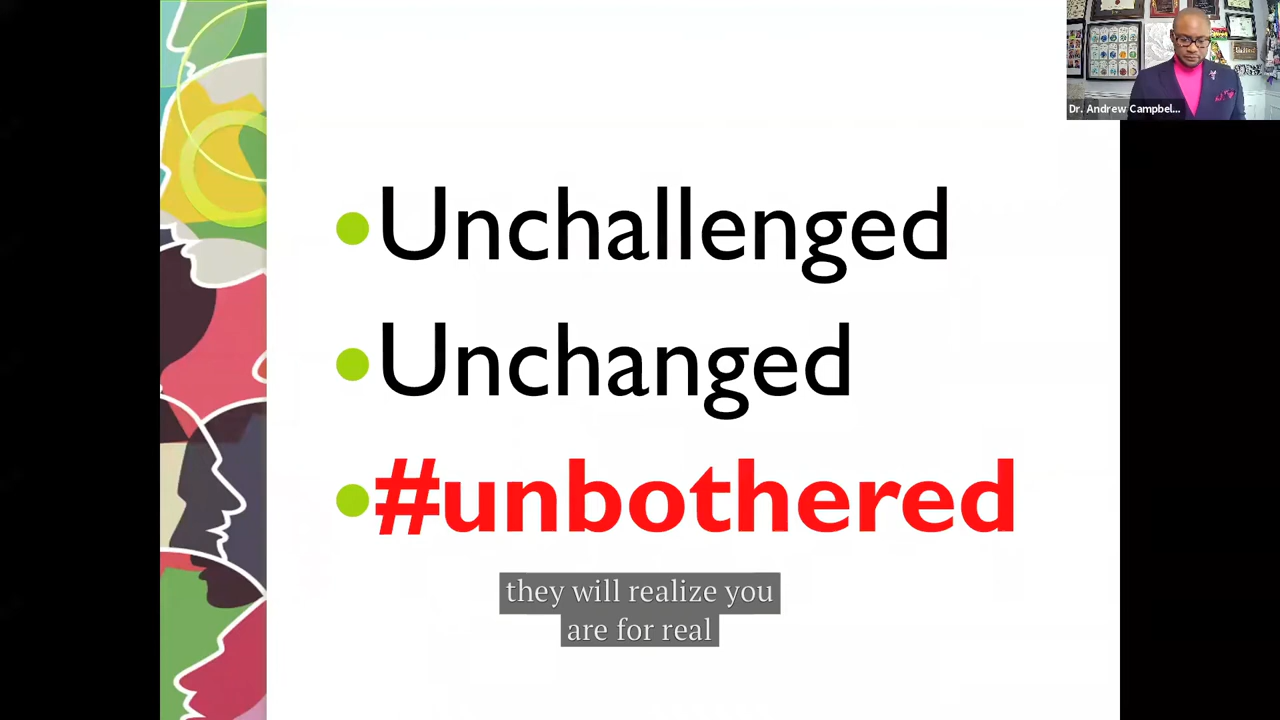 Dr. Andrew Campbel...
•Unchallenged
•Unchanged
•#unbothered
they will realize you
are for real